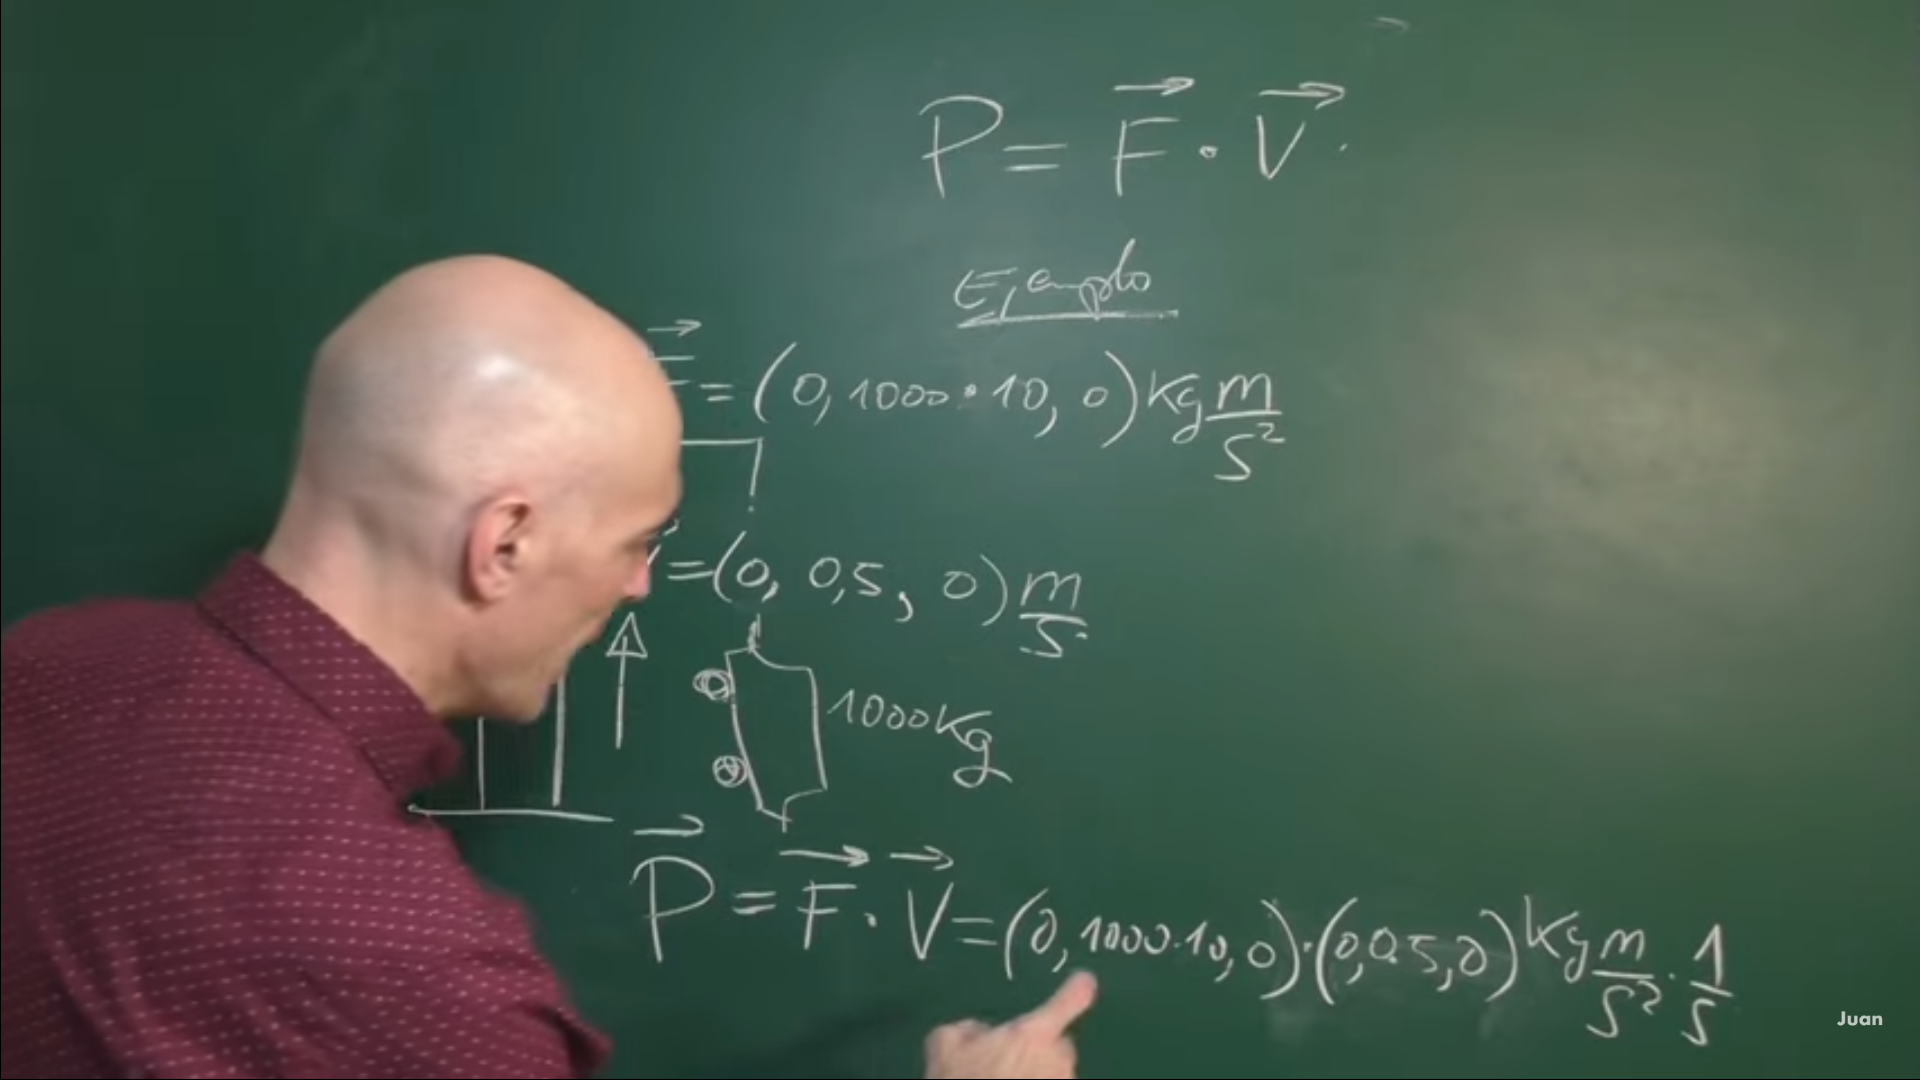 P = F · V
Ejemplo
F = (0, 1000 · 10, 0) Kg m/s²
V = (0, 0,5, 0) m/s
1000 Kg
P = F · V = (0, 1000·10, 0) · (0, 0.5, 0) Kg m/s² · 1/s
Juan